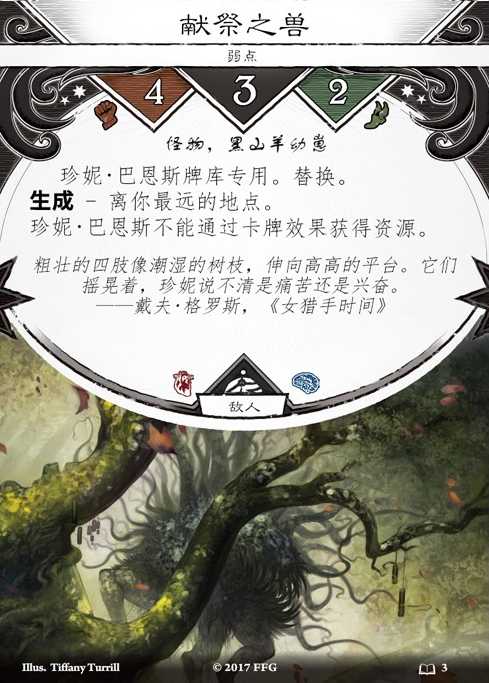 献祭之兽
弱点
4 3 2
怪物，黑山羊幼崽
珍妮·巴恩斯牌库专用。替换。
生成 – 离你最远的地点。
珍妮·巴恩斯不能通过卡牌效果获得资源。
粗壮的四肢像潮湿的树枝，伸向高高的平台。它们
摇晃着，珍妮说不清是痛苦还是兴奋。
——戴夫·格罗斯，《女猎手时间》
敌人
Illus. Tiffany Turrill © 2017 FFG 3